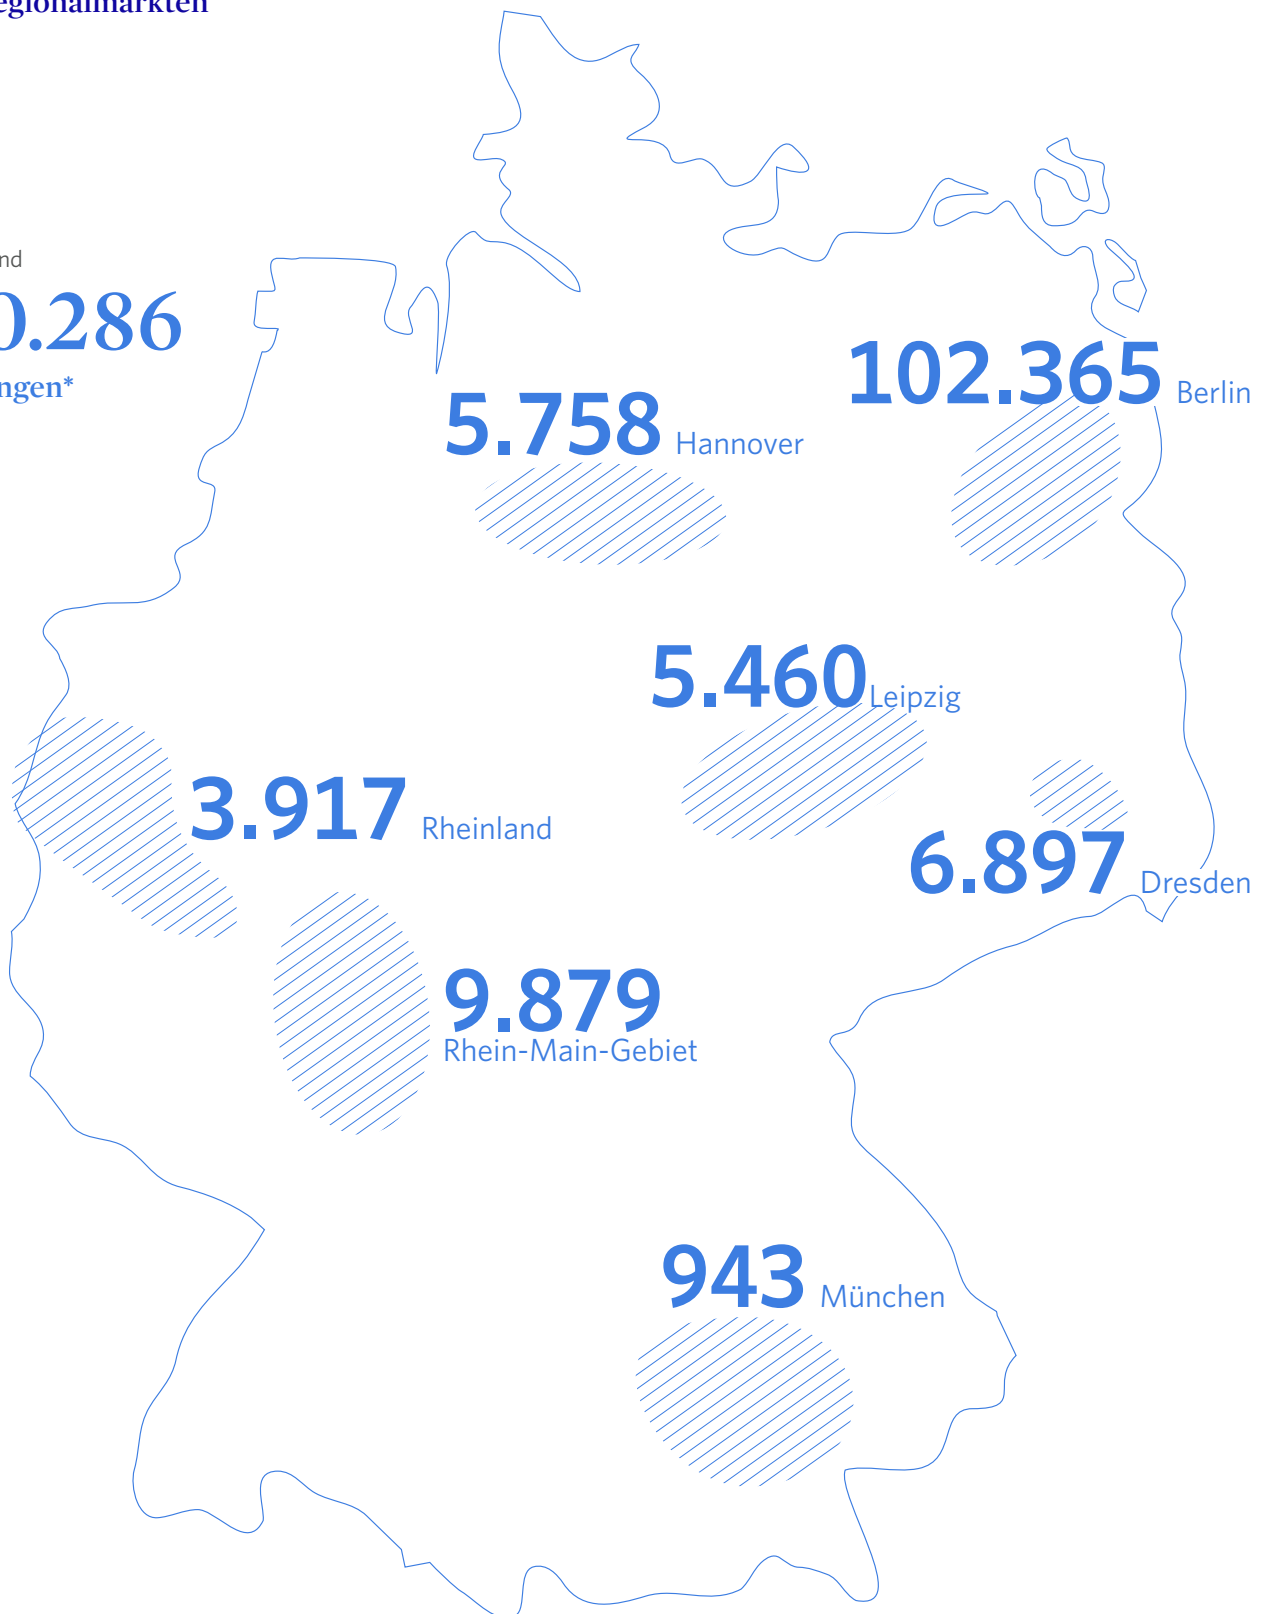 egionalmärkten
nd
0.286
ngen*
102.365 Berlin
5.758 Hannover
5.460 Leipzig
3.917 Rheinland
6.897 Dresden
9.879
Rhein-Main-Gebiet
943 München